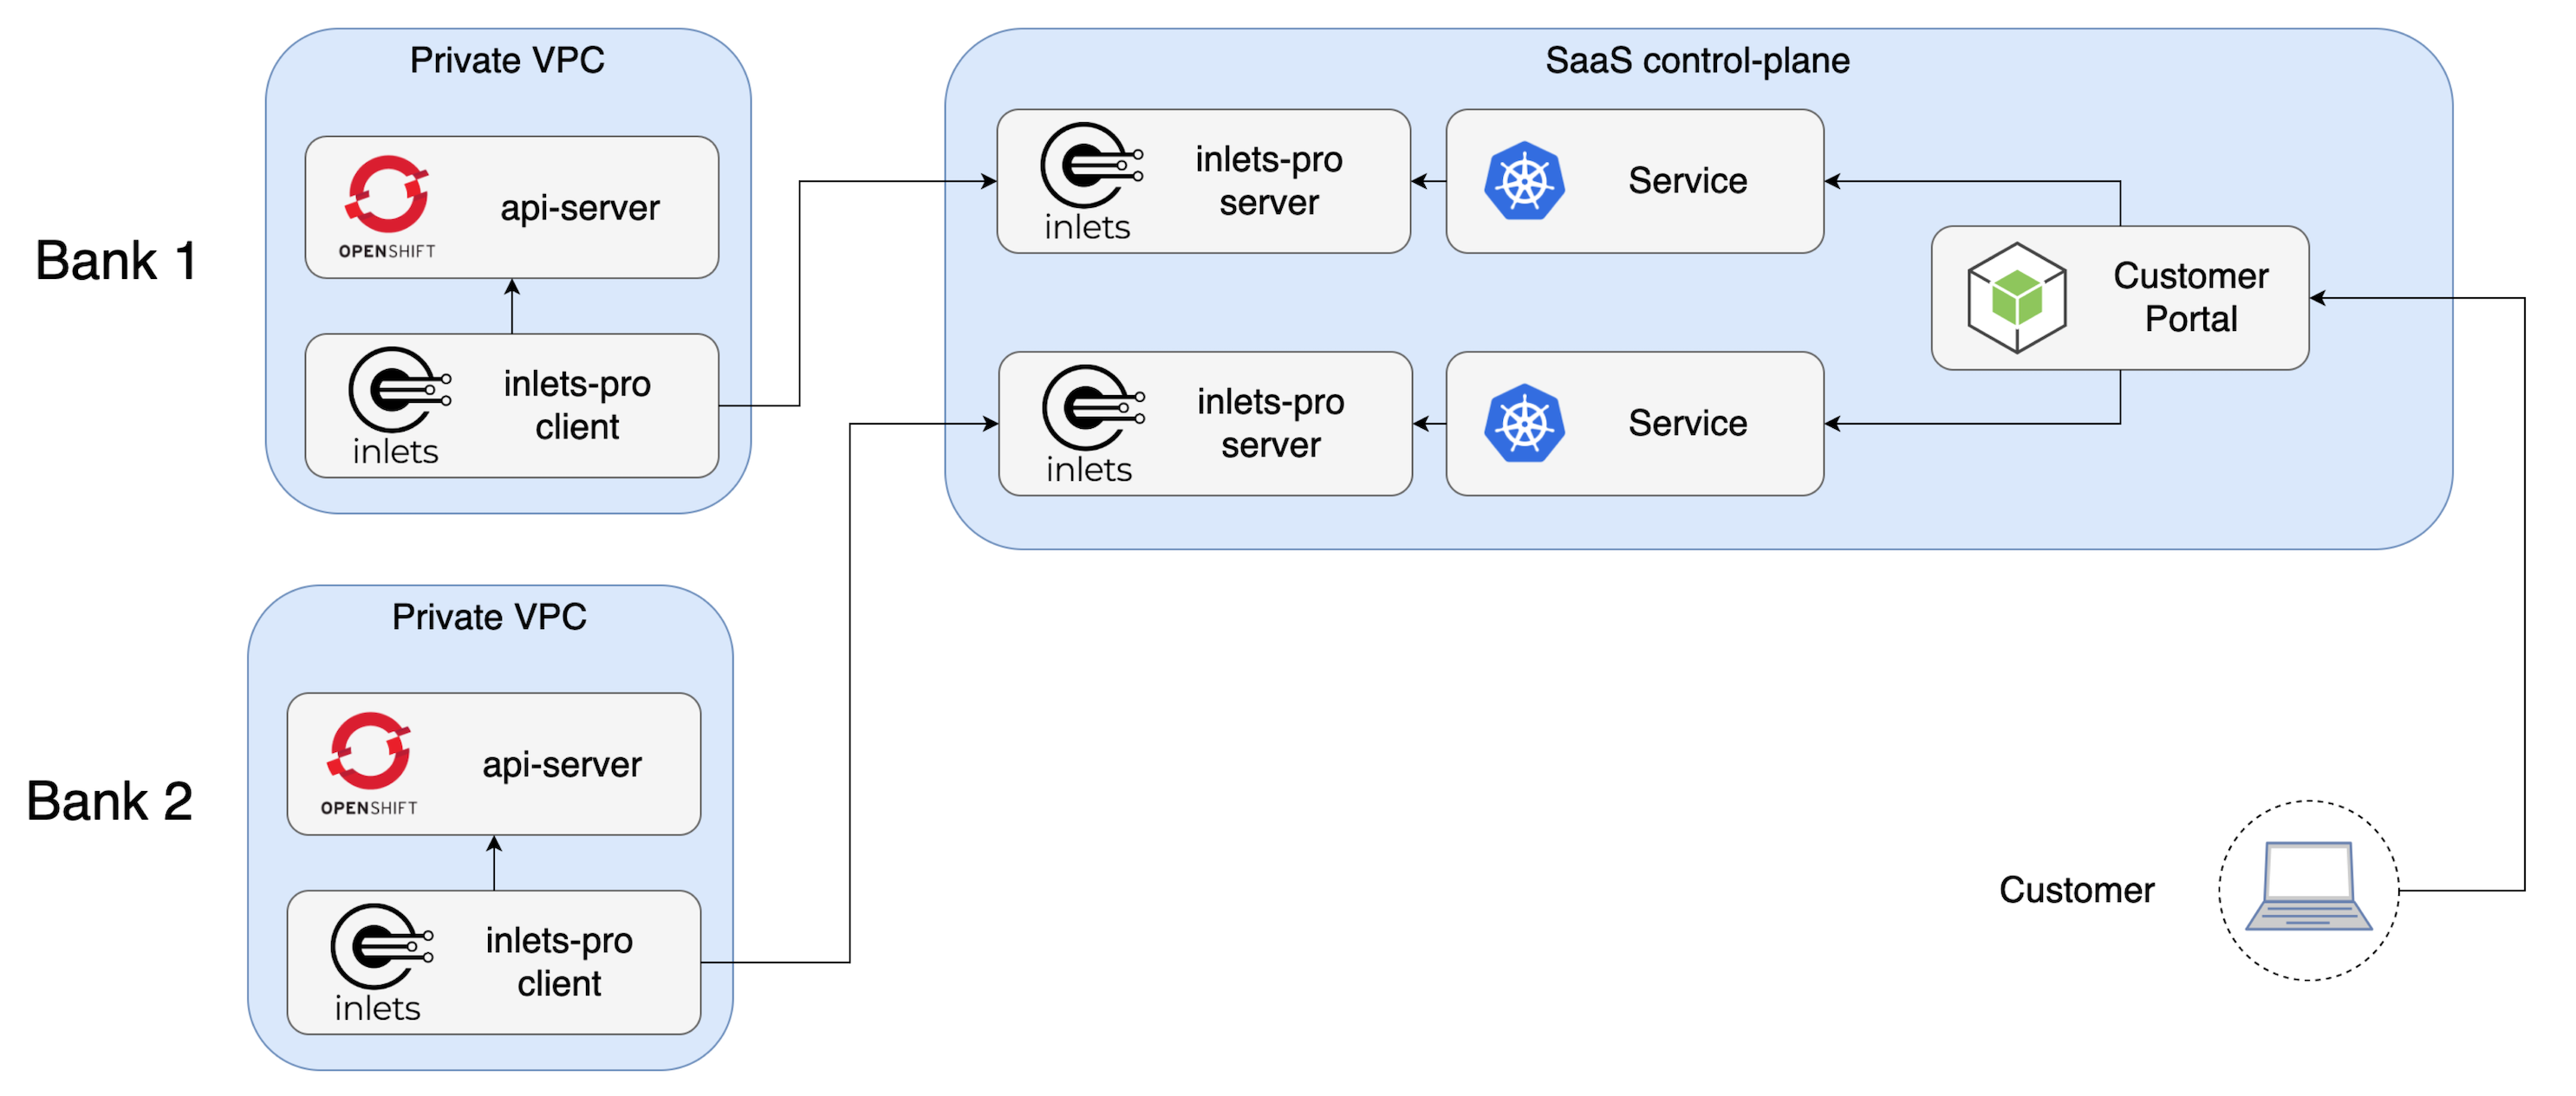 Bank 1
Private VPC
OPENSHIFT
api-server
inlets
inlets-pro
client
Bank 2
Private VPC
OPENSHIFT
api-server
inlets
inlets-pro
client
SaaS control-plane
inlets
inlets-pro
server
Service
inlets
inlets-pro
server
Service
Customer
Portal
Customer